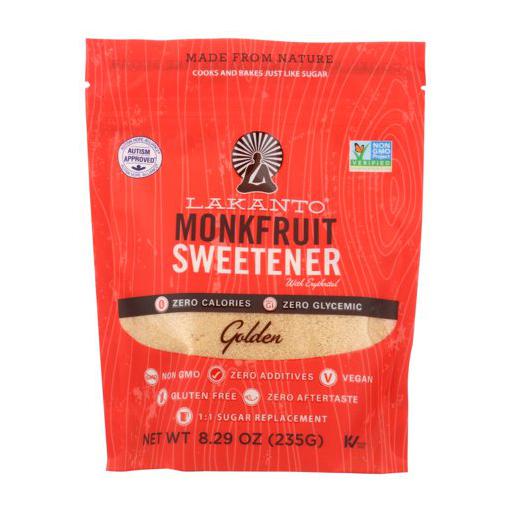 MADE FROM NATURE
COOKS AND BAKES JUST LIKE SUGAR
AUTISM
APPROVED
NON
GMO
Project
VERIFIED
LAKANTO®
MONKFRUIT
SWEETENER
With Erythritol
0 ZERO CALORIES GI ZERO GLYCEMIC
Golden
GMO NON GMO ZERO ADDITIVES V VEGAN
GLUTEN FREE ZERO AFTERTASTE
1:1 SUGAR REPLACEMENT
NET WT 8.29 OZ (235G)